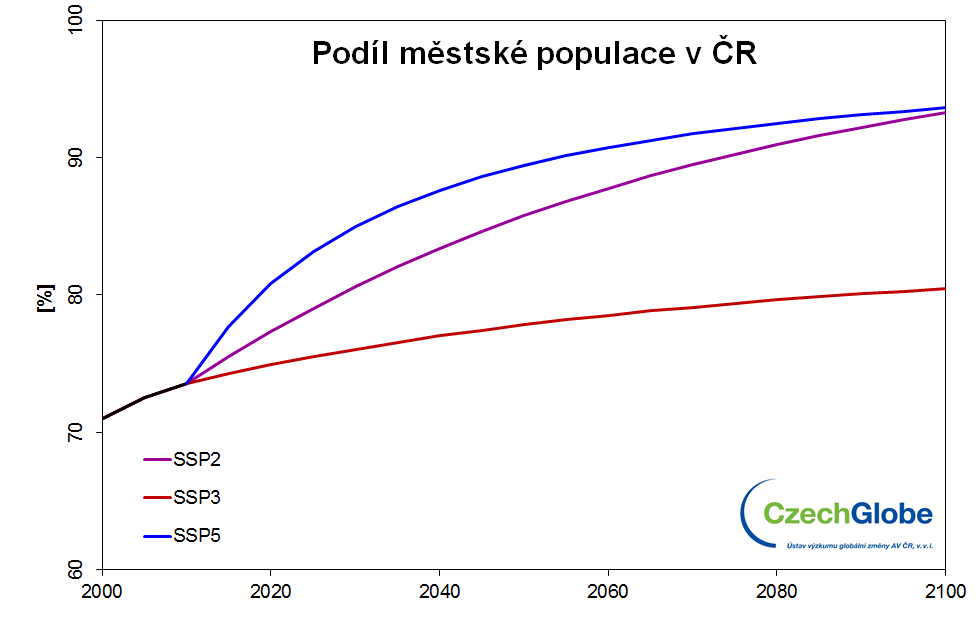 Podíl městské populace v ČR
100
90
80
70
60
[%]
SSP2
SSP3
SSP5
CzechGlobe
Ústav výzkumu globální změny AV ČR, v.v.i.
2000 2020 2040 2060 2080 2100